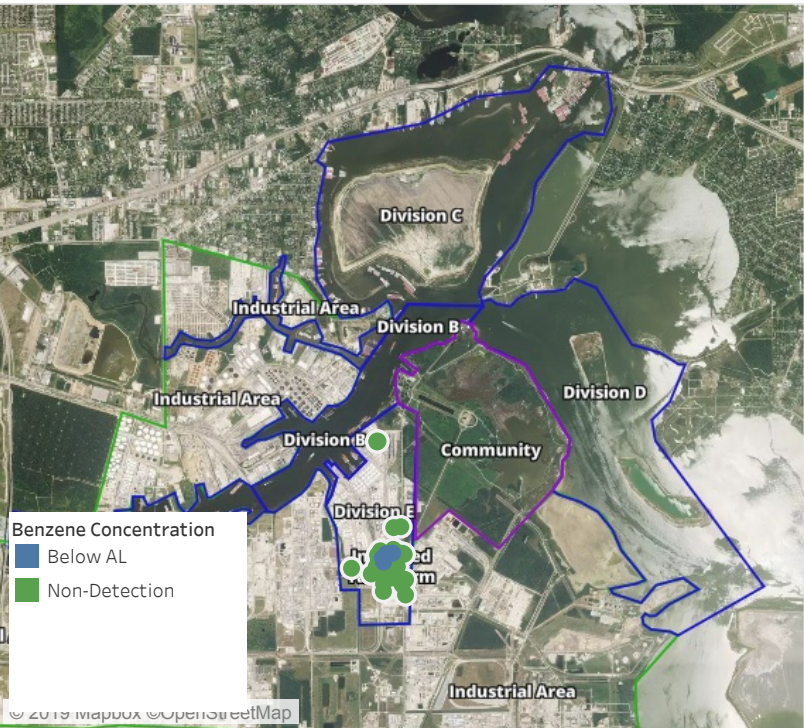 Division C
Industrial Area
Division B
Division D
Industrial Area
Division B
Community
Division E
Benzene Concentration
Below AL
Non-Detection
Industrial Area
© 2019 Mapbox ©OpenStreetMap